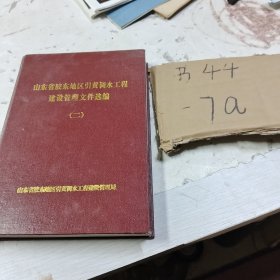 山东省胶东地区引黄调水工程
建设管理文件选编
（二）
山东省胶东地区引黄调水工程建设管理局
44
-7a